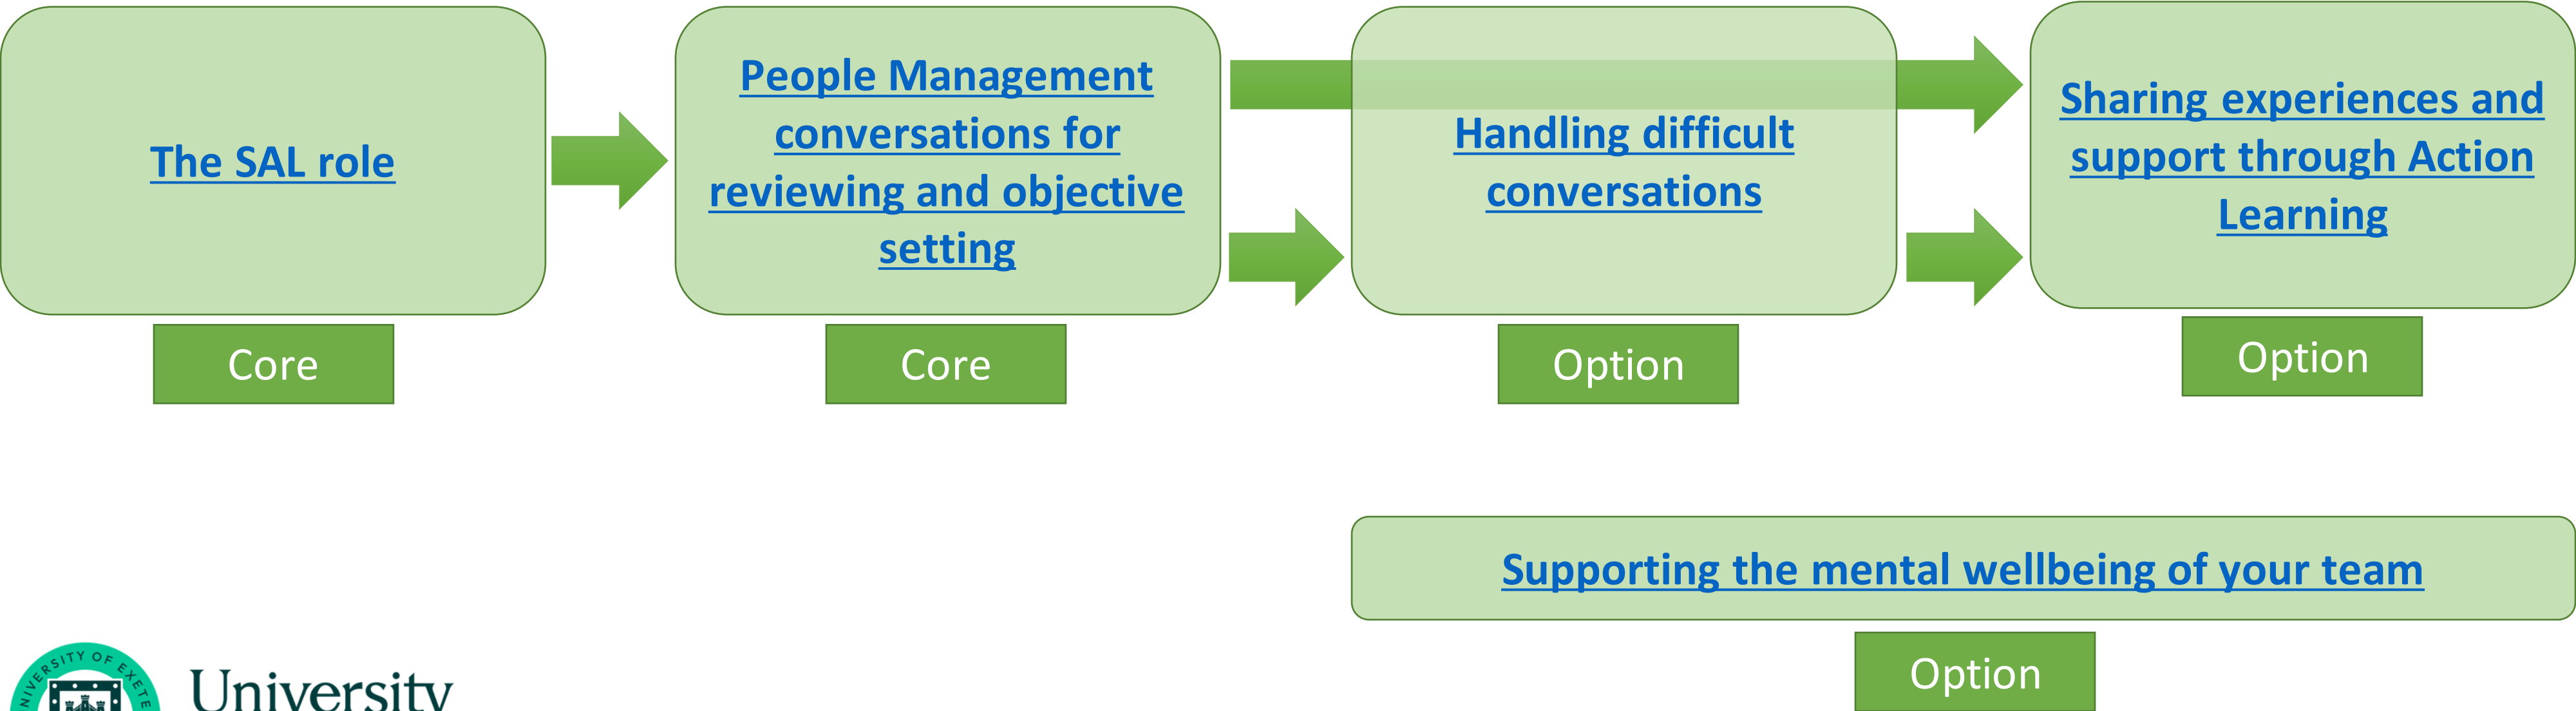 The SAL role
People Management
conversations for
reviewing and objective
setting
Handling difficult
conversations
Sharing experiences and
support through Action
Learning
Core
Core
Option
Option
Supporting the mental wellbeing of your team
Option
University